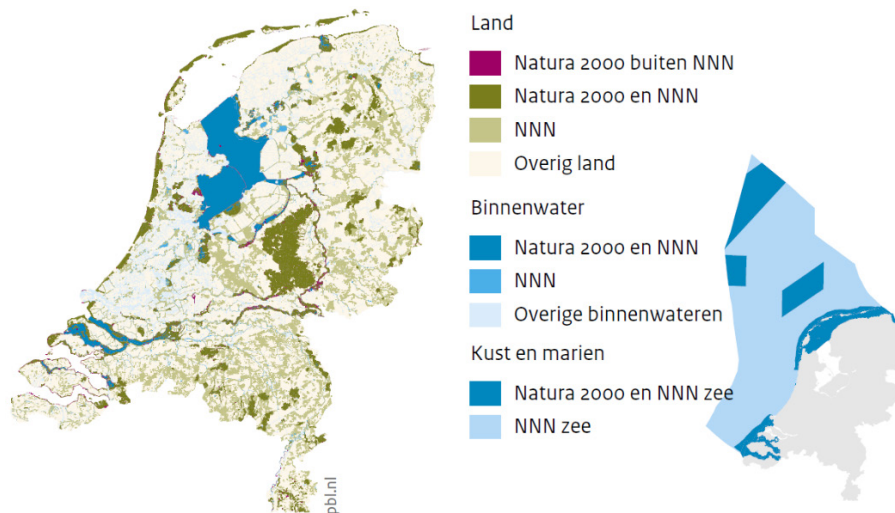 Land
Natura 2000 buiten NNN
Natura 2000 en NNN
NNN
Overig land
Binnenwater
Natura 2000 en NNN
NNN
Overige binnenwateren
Kust en marien
Natura 2000 en NNN zee
NNN zee
pbl.nl